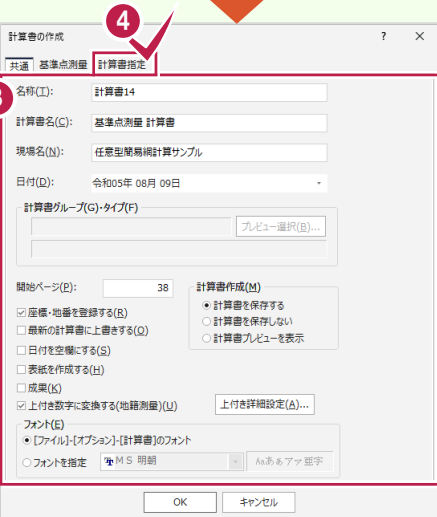 4
計算書の作成 ? ×
共通 基準点測量 計算書指定
3
名称(T): 計算書14
計算書名(C): 基準点測量 計算書
現場名(N): 任意型簡易網計算サンプル
日付(D): 令和05年 08月 09日
計算書グループ(G)・タイプ(F)
プレビュー選択(B)...
開始ページ(P): 38
計算書作成(M)
計算書を保存する
計算書を保存しない
計算書プレビューを表示
座標・地番を登録する(R)
最新の計算書に上書きする(O)
日付を空欄にする(S)
表紙を作成する(H)
成果(K)
上付き数字に変換する(地籍測量)(U) 上付き詳細設定(A)...
フォント(E)
[ファイル]-[オプション]-[計算書]のフォント
フォントを指定 MS 明朝 Aaあぁアァ亜宇
OK キャンセル